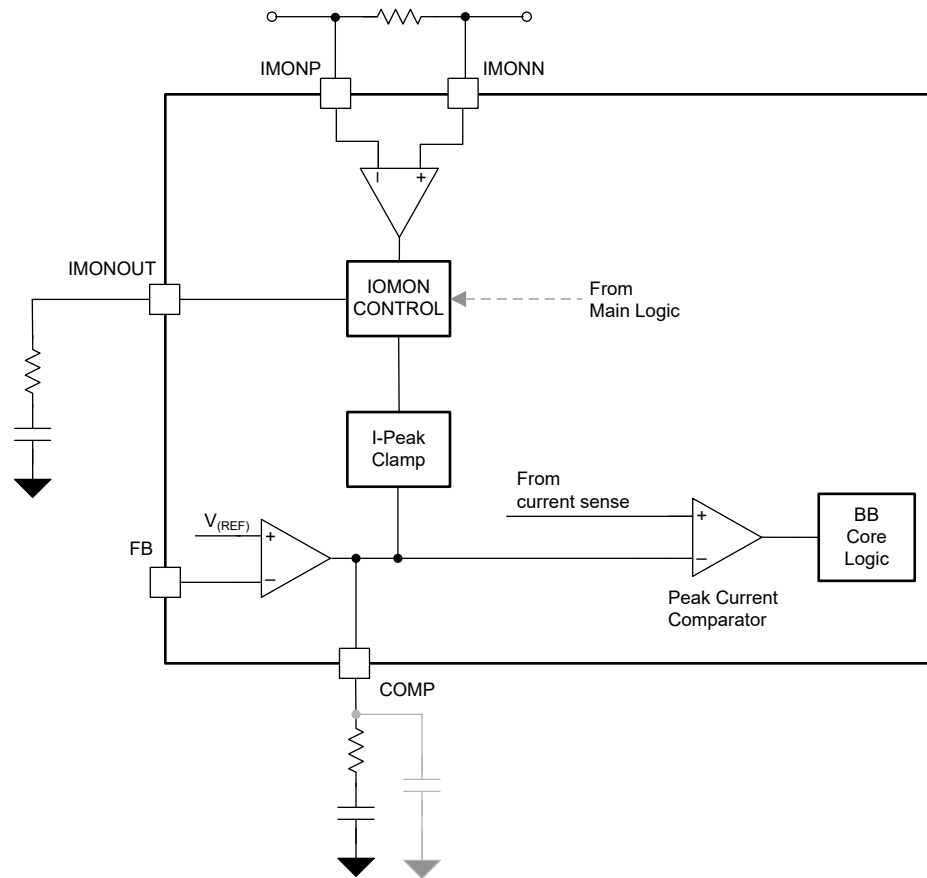 IMONP
IMONN
I +
IMONOUT
IOMON
CONTROL
From
Main Logic
I-Peak
Clamp
From
current sense
V(REF)
+
–
FB
+
–
BB
Core
Logic
Peak Current
Comparator
COMP